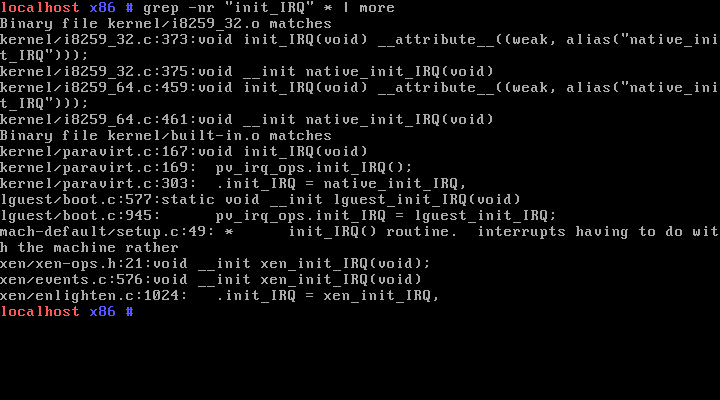 localhost x86 # grep -nr "init_IRQ" * | more
Binary file kernel/i8259_32.o matches
kernel/i8259_32.c:373:void init_IRQ(void) __attribute__((weak, alias("native_ini
t_IRQ")));
kernel/i8259_32.c:375:void __init native_init_IRQ(void)
kernel/i8259_64.c:459:void init_IRQ(void) __attribute__((weak, alias("native_ini
t_IRQ")));
kernel/i8259_64.c:461:void __init native_init_IRQ(void)
Binary file kernel/built-in.o matches
kernel/paravirt.c:167:void init_IRQ(void)
kernel/paravirt.c:169:  pv_irq_ops.init_IRQ();
kernel/paravirt.c:303:  .init_IRQ = native_init_IRQ,
lguest/boot.c:577:static void __init lguest_init_IRQ(void)
lguest/boot.c:945:      pv_irq_ops.init_IRQ = lguest_init_IRQ;
mach-default/setup.c:49: *      init_IRQ() routine.  interrupts having to do wit
h the machine rather
xen/xen-ops.h:21:void __init xen_init_IRQ(void);
xen/events.c:576:void __init xen_init_IRQ(void)
xen/enlighten.c:1024:   .init_IRQ = xen_init_IRQ,
localhost x86 #